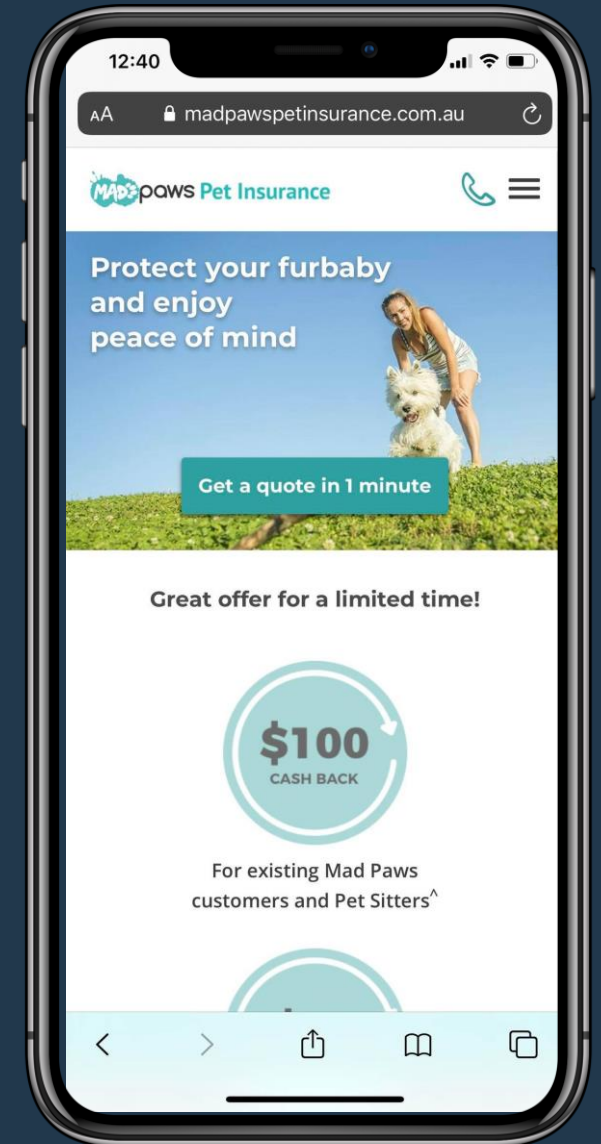 12:40
AA madpawspetinsurance.com.au
MAD paws Pet Insurance
Protect your furbaby
and enjoy
peace of mind
Get a quote in 1 minute
Great offer for a limited time!
$100
CASH BACK
For existing Mad Paws
customers and Pet Sitters^